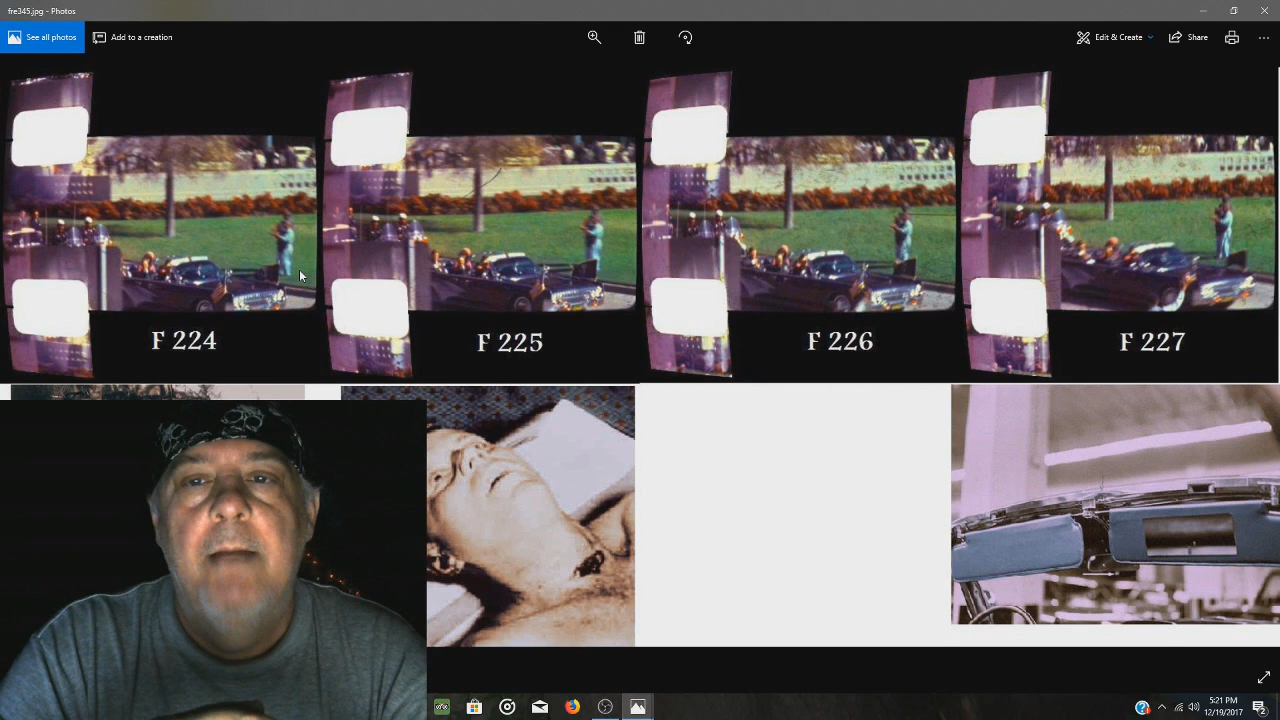 fre345.jpg - Photos
See all photos
Add to a creation
Edit & Create
Share
F 224
F 225
F 226
F 227
5:21 PM
12/19/2017